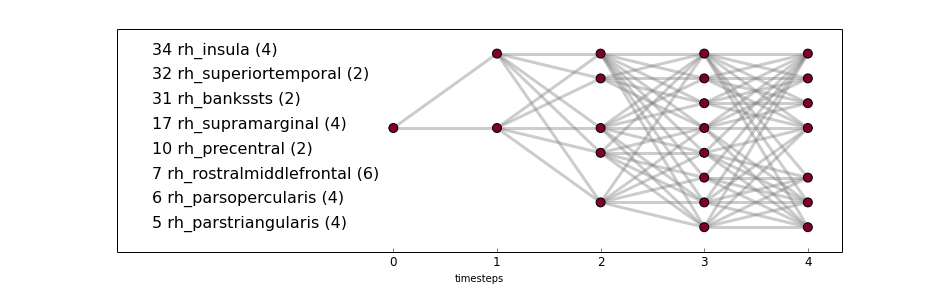 34 rh_insula (4)
32 rh_superiortemporal (2)
31 rh_bankssts (2)
17 rh_supramarginal (4)
10 rh_precentral (2)
7 rh_rostralmiddlefrontal (6)
6 rh_parsopercularis (4)
5 rh_parstriangularis (4)
0 1 2 3 4
timesteps